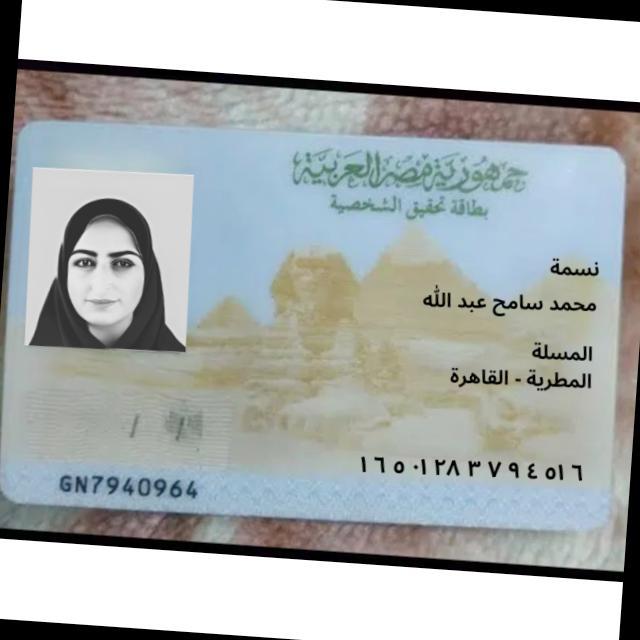 جمهورية مصر العربية
بطاقة تحقيق الشخصية
نسمة
محمد سامح عبد الله
المسلة
المطرية - القاهرة
١٦٥٠١٢٨٣٧٩٤٥١٦
/ /
GN7940964